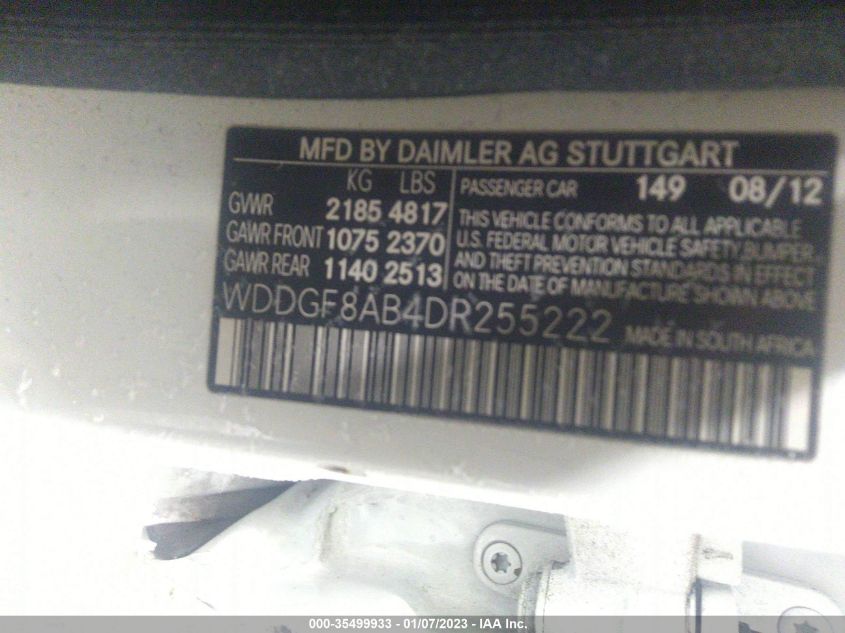 MFD BY DAIMLER AG STUTTGART
KG LBS
GVWR 2185 4817
GAWR FRONT 1075 2370
GAWR REAR 1140 2513
PASSENGER CAR 149 08/12
THIS VEHICLE CONFORMS TO ALL APPLICABLE
U.S. FEDERAL MOTOR VEHICLE SAFETY, BUMPER,
AND THEFT PREVENTION STANDARDS IN EFFECT
ON THE DATE OF MANUFACTURE SHOWN ABOVE
WDDGF8AB4DR255222 MADE IN SOUTH AFRICA
000-35499933 - 01/07/2023 - IAA Inc.